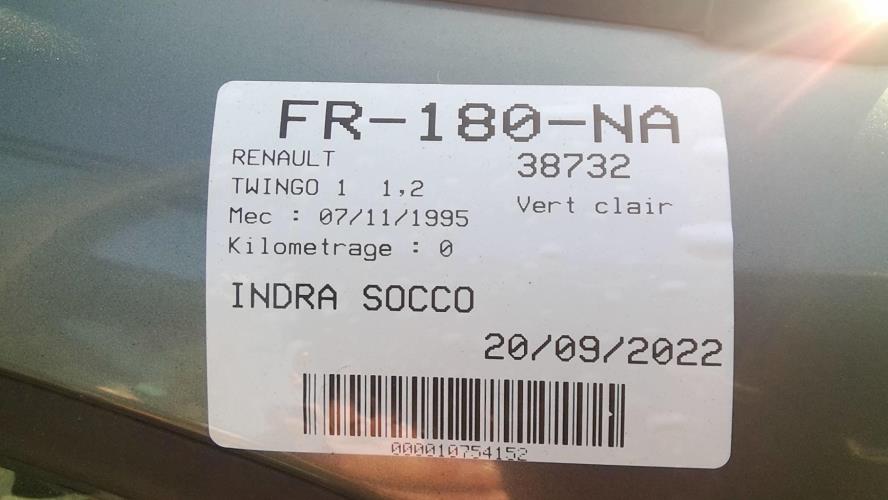 FR-180-NA
RENAULT 38732
TWINGO 1 1,2
Vert clair
Mec : 07/11/1995
Kilometrage : 0
INDRA SOCCO
20/09/2022
000010754152